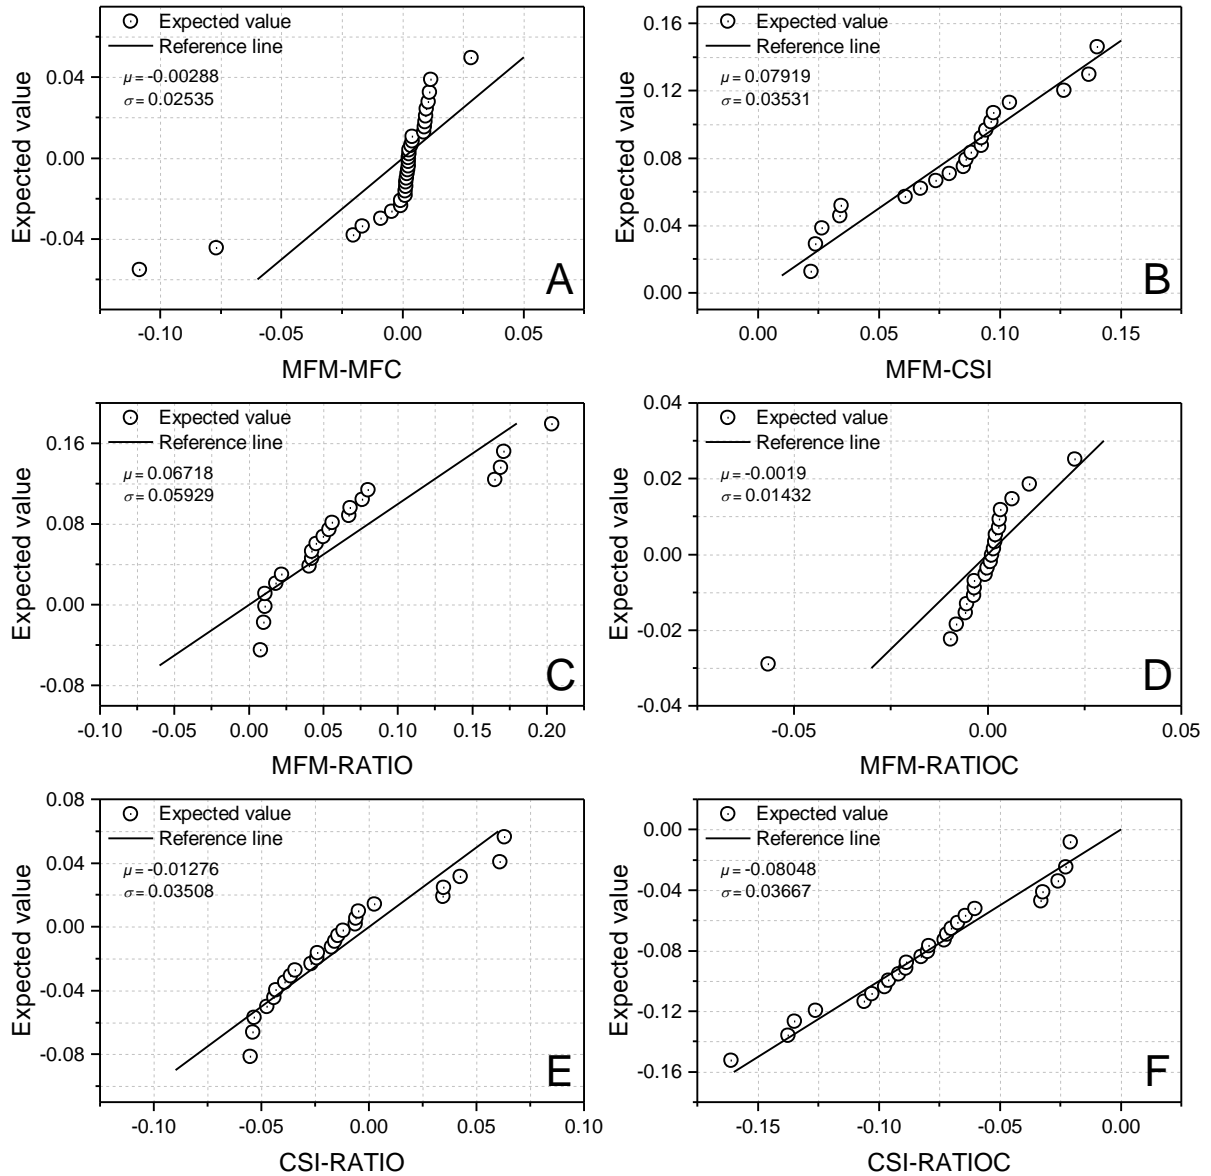 Expected value
Reference line
μ = -0.00288
σ = 0.02535
0.04
0.00
-0.04
Expected value
A
-0.10 -0.05 0.00 0.05
MFM-MFC
Expected value
Reference line
μ = 0.07919
σ = 0.03531
0.16
0.12
0.08
0.04
0.00
Expected value
B
0.00 0.05 0.10 0.15
MFM-CSI
Expected value
Reference line
μ = 0.06718
σ = 0.05929
0.16
0.08
0.00
-0.08
Expected value
C
-0.10 -0.05 0.00 0.05 0.10 0.15 0.20
MFM-RATIO
Expected value
Reference line
μ = -0.0019
σ = 0.01432
0.04
0.02
0.00
-0.02
-0.04
Expected value
D
-0.05 0.00 0.05
MFM-RATIOC
Expected value
Reference line
μ = -0.01276
σ = 0.03508
0.08
0.04
0.00
-0.04
-0.08
Expected value
E
-0.10 -0.05 0.00 0.05 0.10
CSI-RATIO
Expected value
Reference line
μ = -0.08048
σ = 0.03667
0.00
-0.04
-0.08
-0.12
-0.16
Expected value
F
-0.15 -0.10 -0.05 0.00
CSI-RATIOC